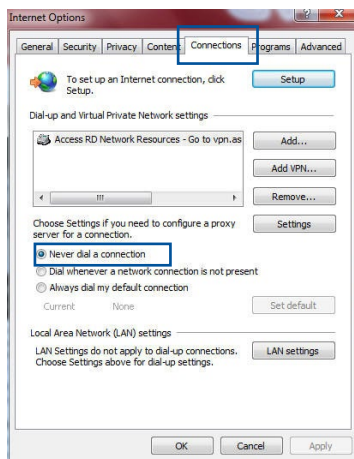 Internet Options
General Security Privacy Content Connections Programs Advanced
To set up an Internet connection, click
Setup.
Setup
Dial-up and Virtual Private Network settings
Access RD Network Resources - Go to vpn.as
Add...
Add VPN...
Remove...
Choose Settings if you need to configure a proxy
server for a connection.
Settings
Never dial a connection
Dial whenever a network connection is not present
Always dial my default connection
Current None
Set default
Local Area Network (LAN) settings
LAN Settings do not apply to dial-up connections.
Choose Settings above for dial-up settings.
LAN settings
OK Cancel Apply